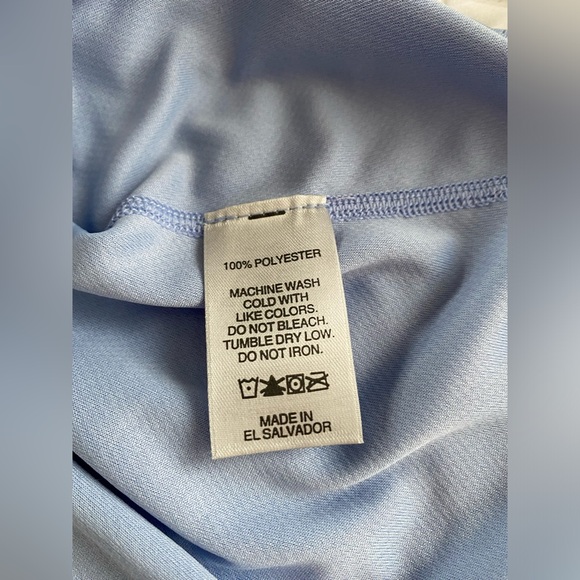 100% POLYESTER
MACHINE WASH
COLD WITH
LIKE COLORS.
DO NOT BLEACH.
TUMBLE DRY LOW.
DO NOT IRON.
MADE IN
EL SALVADOR